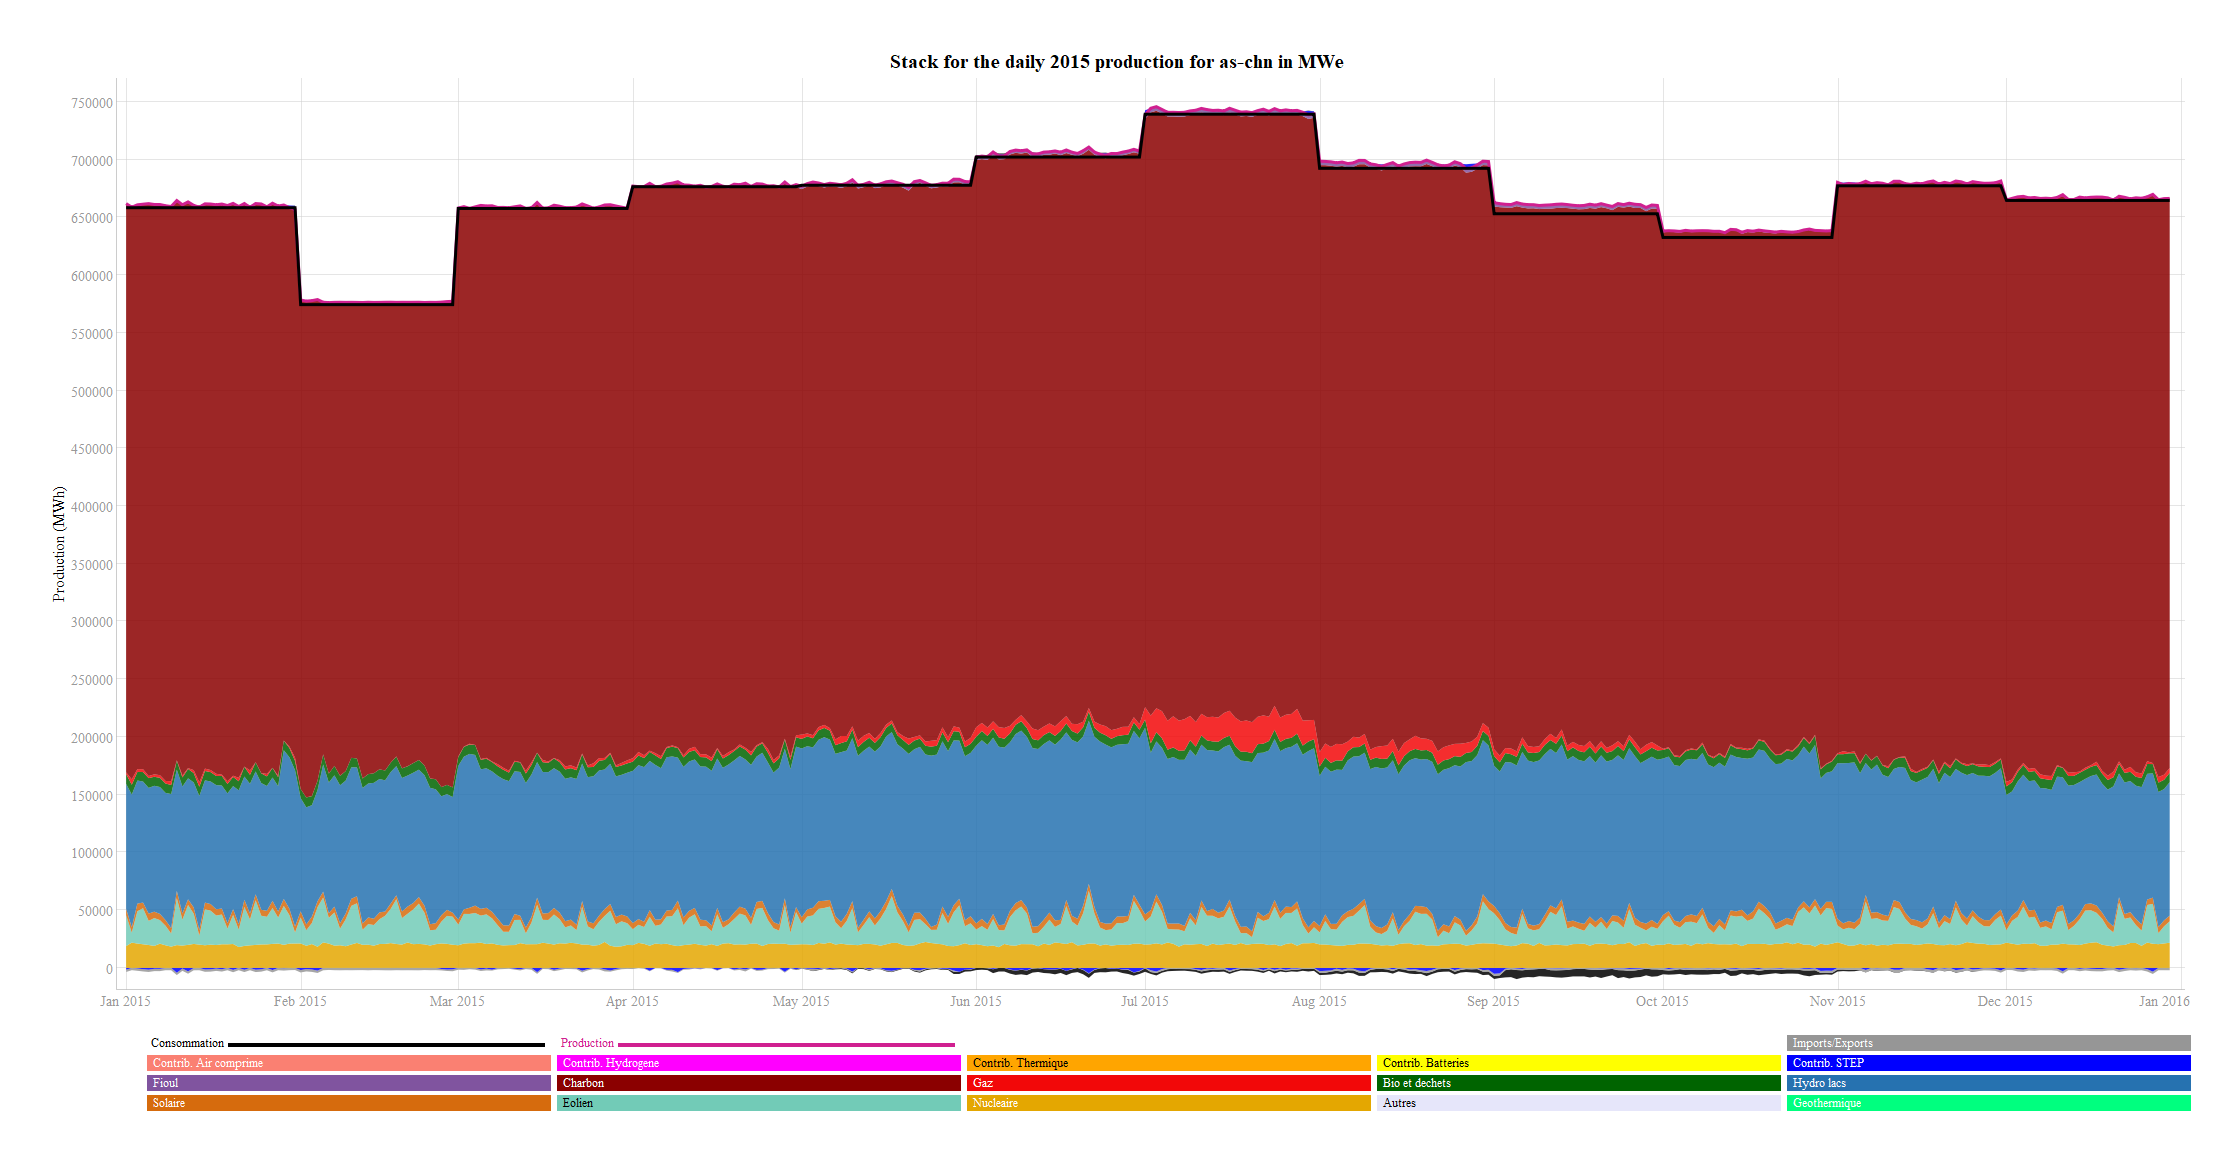 Stack for the daily 2015 production for as-chn in MWe
750000
700000
650000
600000
550000
500000
450000
400000
350000
300000
250000
200000
150000
100000
50000
0
Production (MWh)
Jan 2015 Feb 2015 Mar 2015 Apr 2015 May 2015 Jun 2015 Jul 2015 Aug 2015 Sep 2015 Oct 2015 Nov 2015 Dec 2015 Jan 2016
Consommation Production Imports/Exports
Contrib. Air comprime Contrib. Hydrogene Contrib. Thermique Contrib. Batteries Contrib. STEP
Fioul Charbon Gaz Bio et dechets Hydro lacs
Solaire Eolien Nucleaire Autres Geothermique